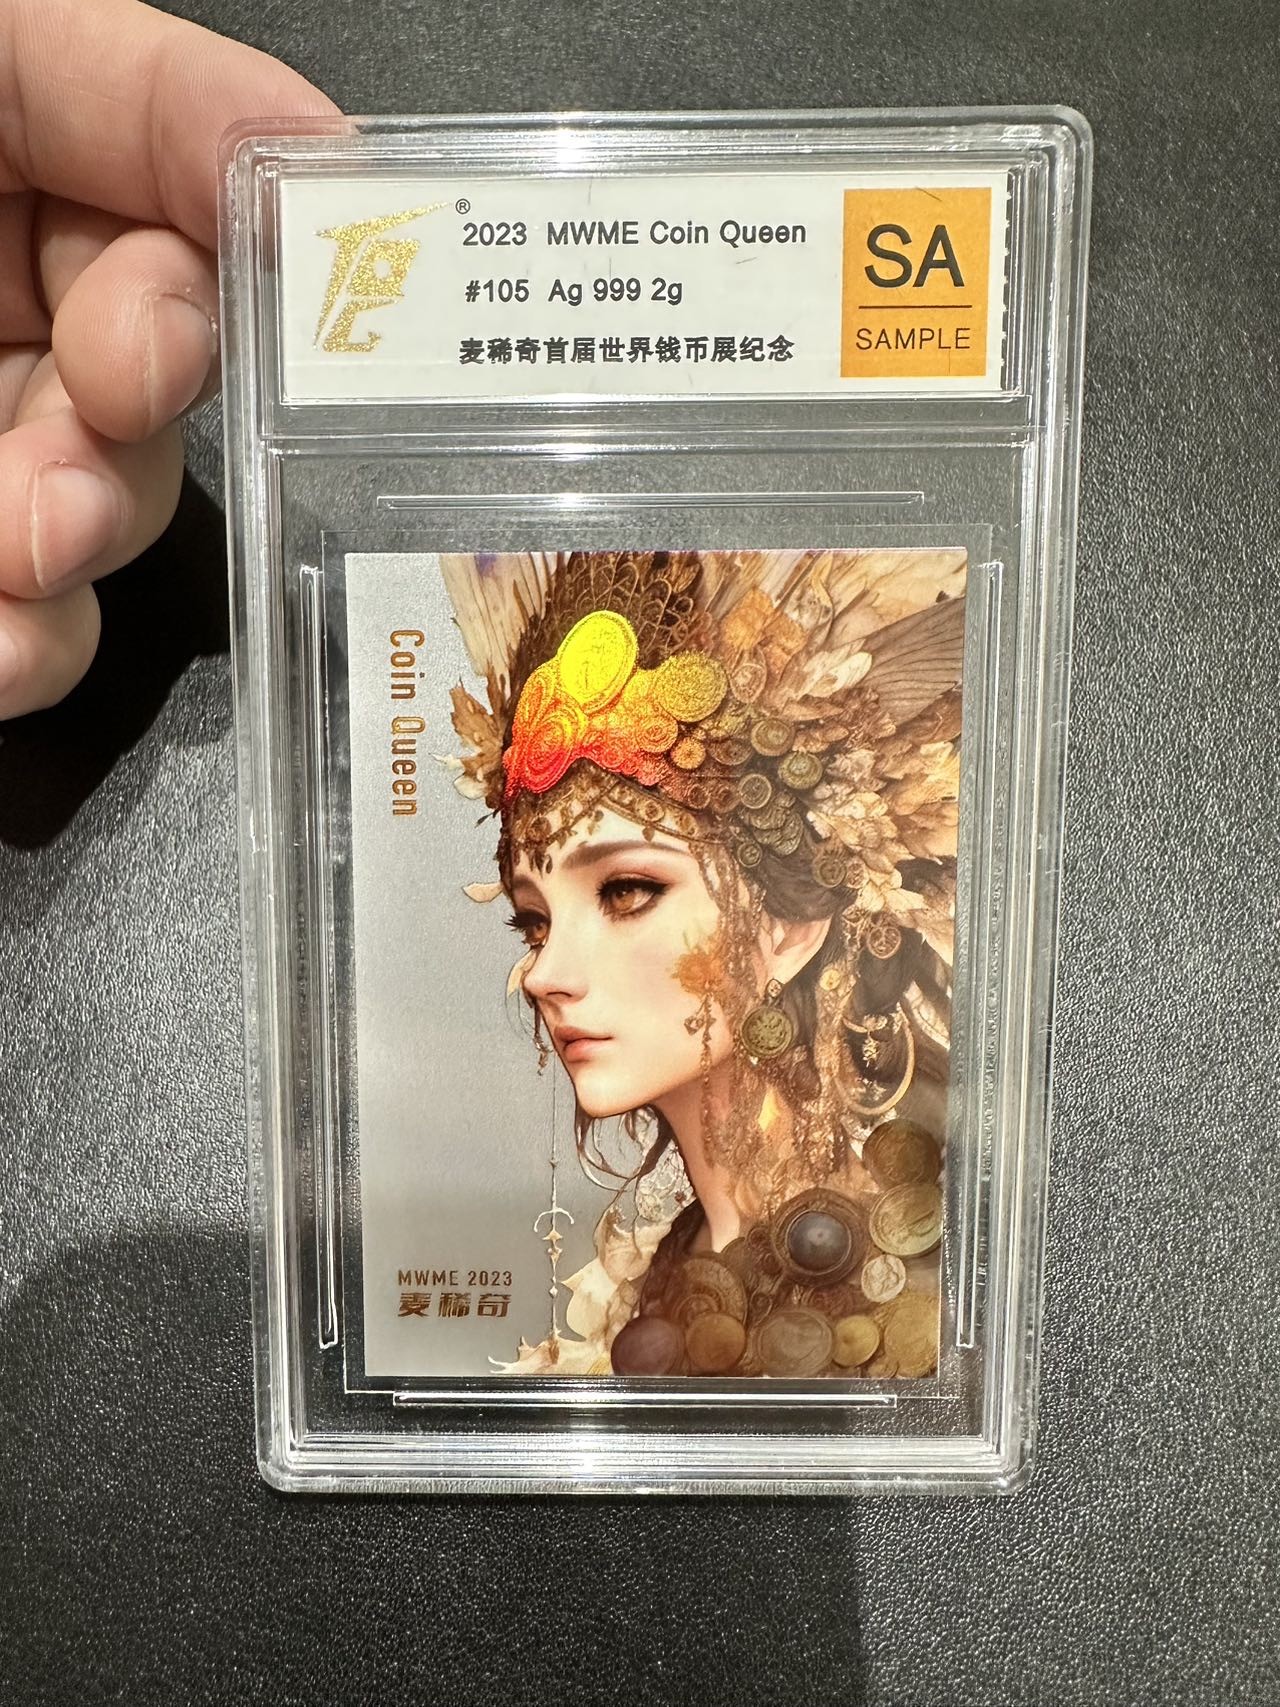 ®
2023 MWME Coin Queen
#105 Ag 999 2g
麦稀奇首届世界钱币展纪念
SA
SAMPLE
Coin Queen
MWME 2023
麦稀奇